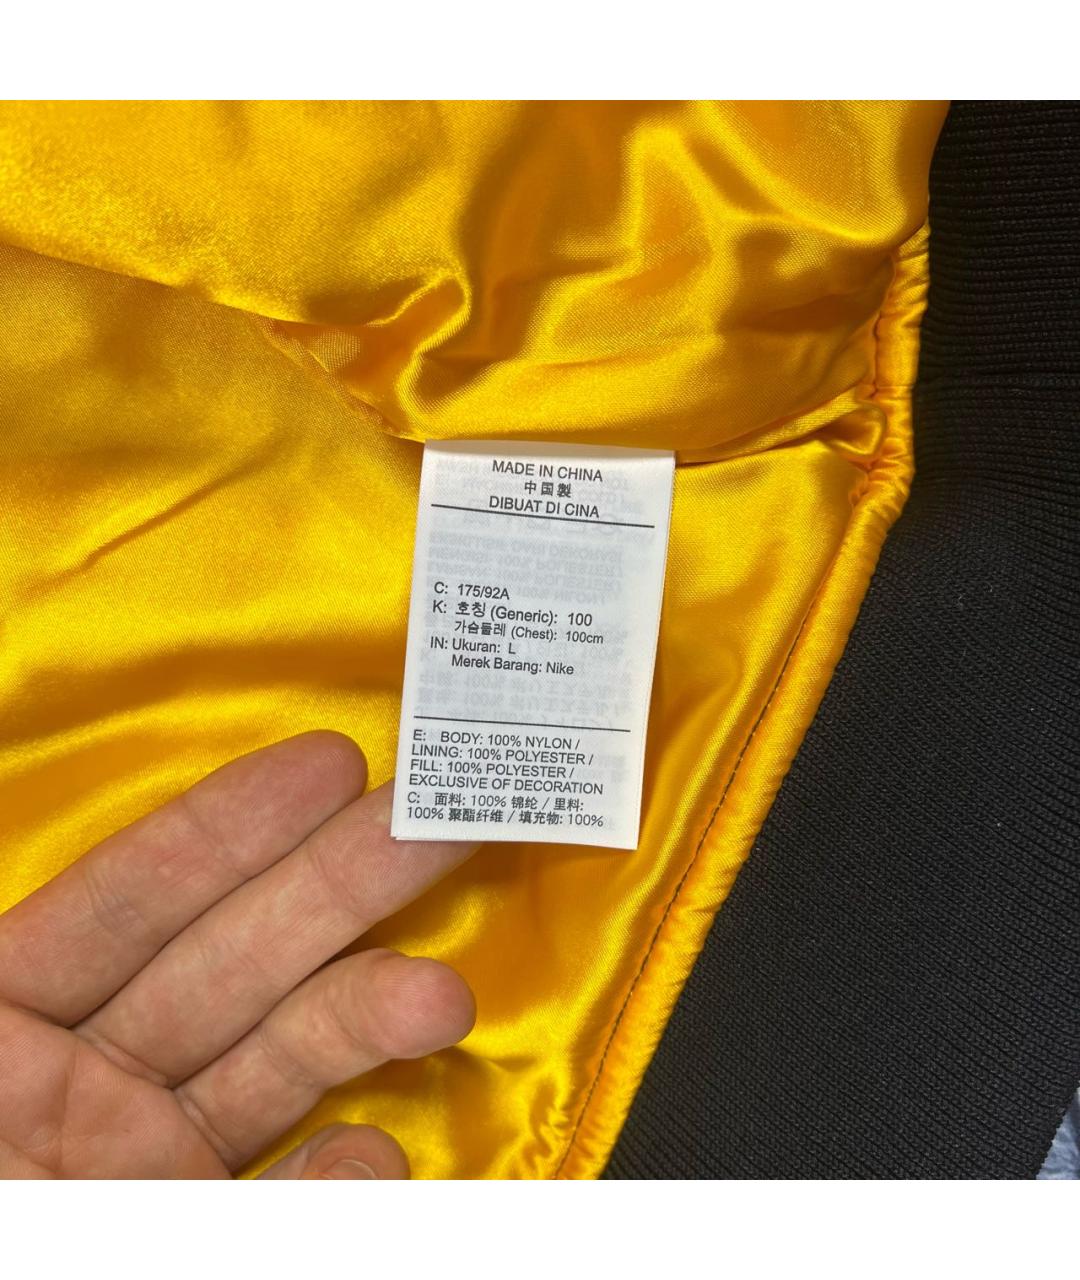 MADE IN CHINA
中国製
DIBUAT DI CINA
C: 175/92A
K: 호칭 (Generic): 100
가슴둘레 (Chest): 100cm
IN: Ukuran: L
Merek Barang: Nike
E: BODY: 100% NYLON /
LINING: 100% POLYESTER /
FILL: 100% POLYESTER /
EXCLUSIVE OF DECORATION
C: 面料: 100% 锦纶 / 里料:
100% 聚酯纤维 / 填充物: 100%